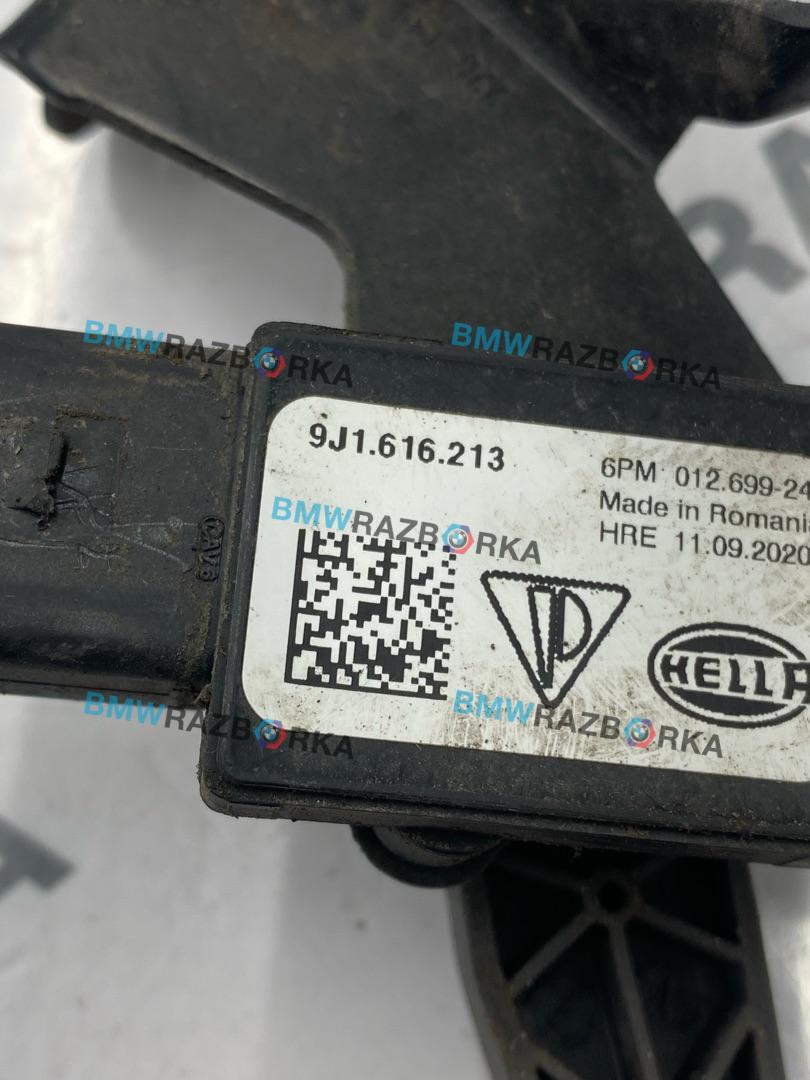 BMWRAZBORKA
BMWRAZBORKA
9J1.616.213
6PM 012.699-24
Made in Romani
HRE 11.09.2020
BMWRAZBORKA
HELLA
BMWRAZBORKA
BMWRAZBORKA